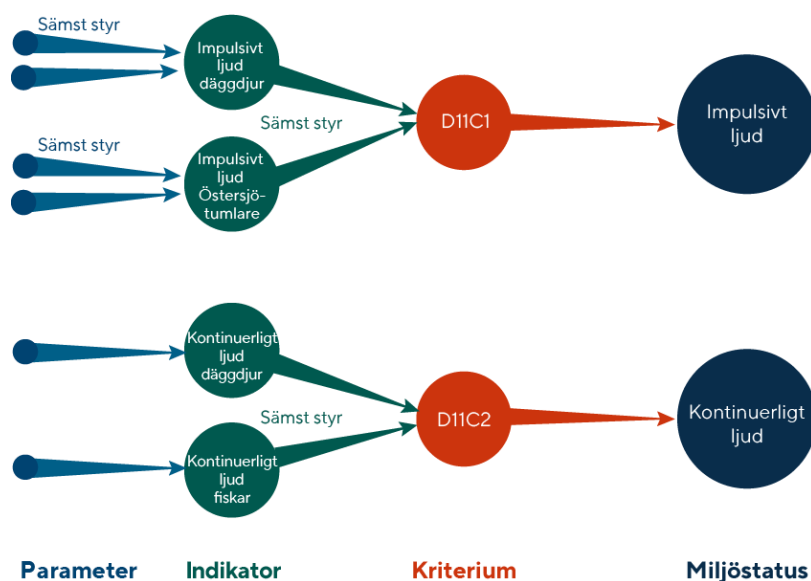 Sämst styr
Impulsivt
ljud
däggdjur
Sämst styr
D11C1
Impulsivt
ljud
Sämst styr
Impulsivt
ljud
Östersjö-
tumlare
Kontinuerligt
ljud
däggdjur
Sämst styr
D11C2
Kontinuerligt
ljud
Kontinuerligt
ljud
fiskar
Parameter
Indikator
Kriterium
Miljöstatus